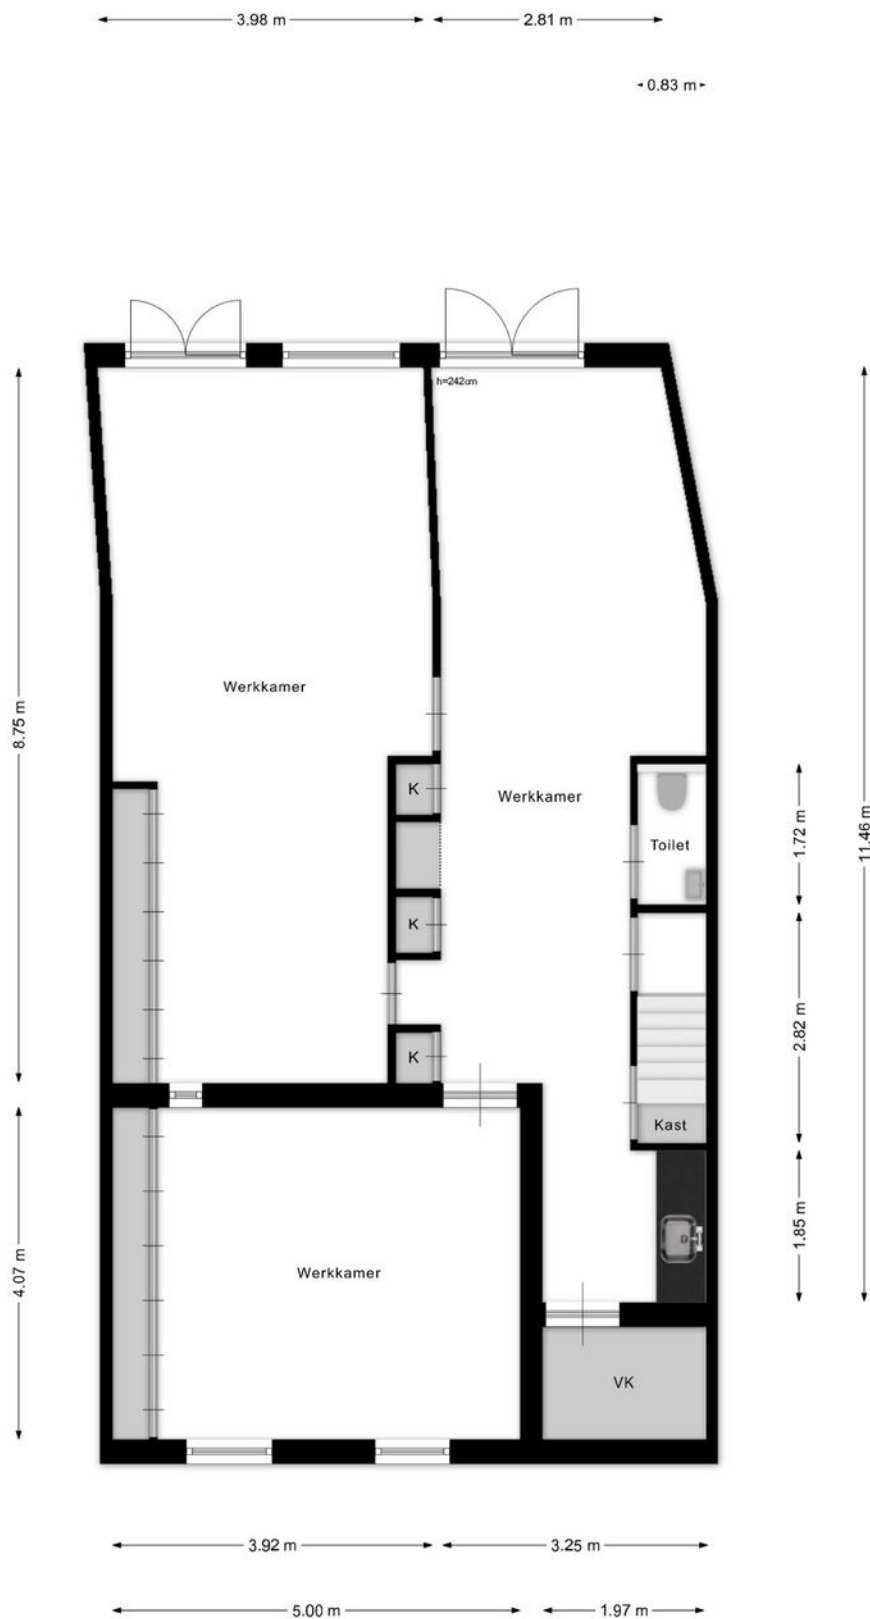 3.98 m
2.81 m
0.83 m
h=242cm
8.75 m
11.46 m
Werkkamer
K
Werkkamer
1.72 m
Toilet
K
2.82 m
K
Kast
1.85 m
4.07 m
Werkkamer
VK
3.92 m
3.25 m
5.00 m
1.97 m